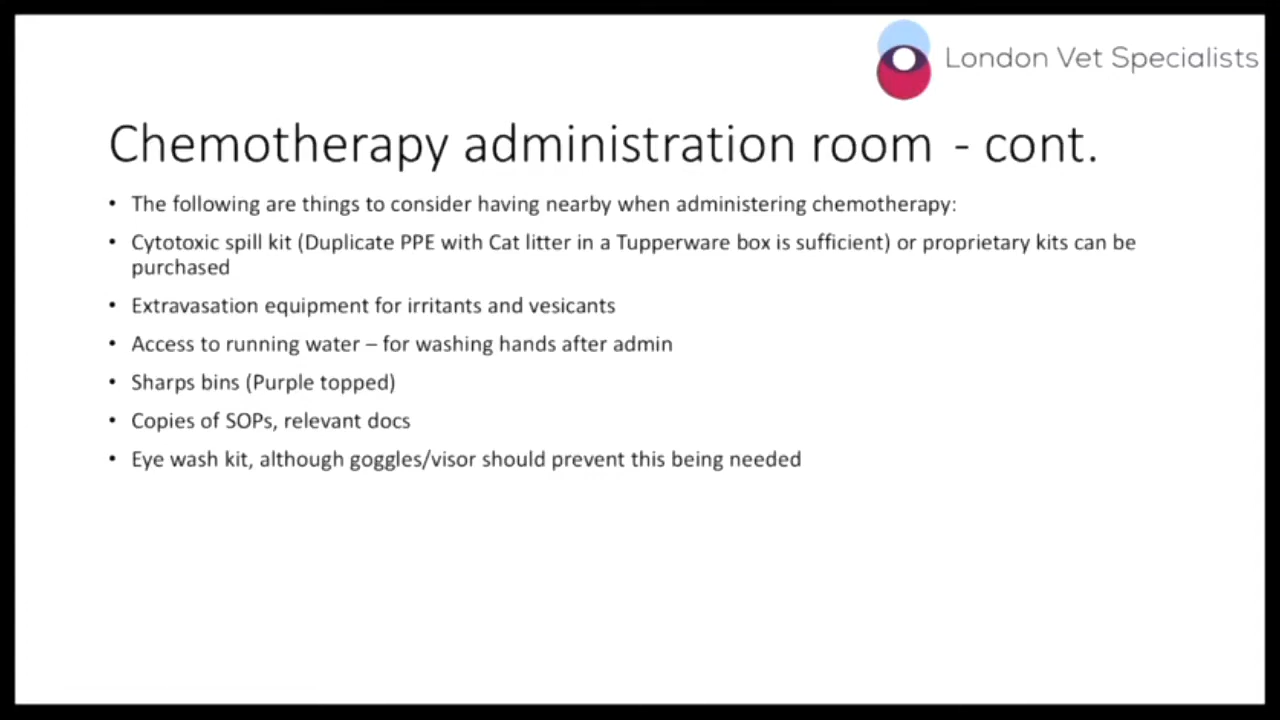 London Vet Specialists
Chemotherapy administration room - cont.
• The following are things to consider having nearby when administering chemotherapy:
• Cytotoxic spill kit (Duplicate PPE with Cat litter in a Tupperware box is sufficient) or proprietary kits can be
purchased
• Extravasation equipment for irritants and vesicants
• Access to running water – for washing hands after admin
• Sharps bins (Purple topped)
• Copies of SOPs, relevant docs
• Eye wash kit, although goggles/visor should prevent this being needed